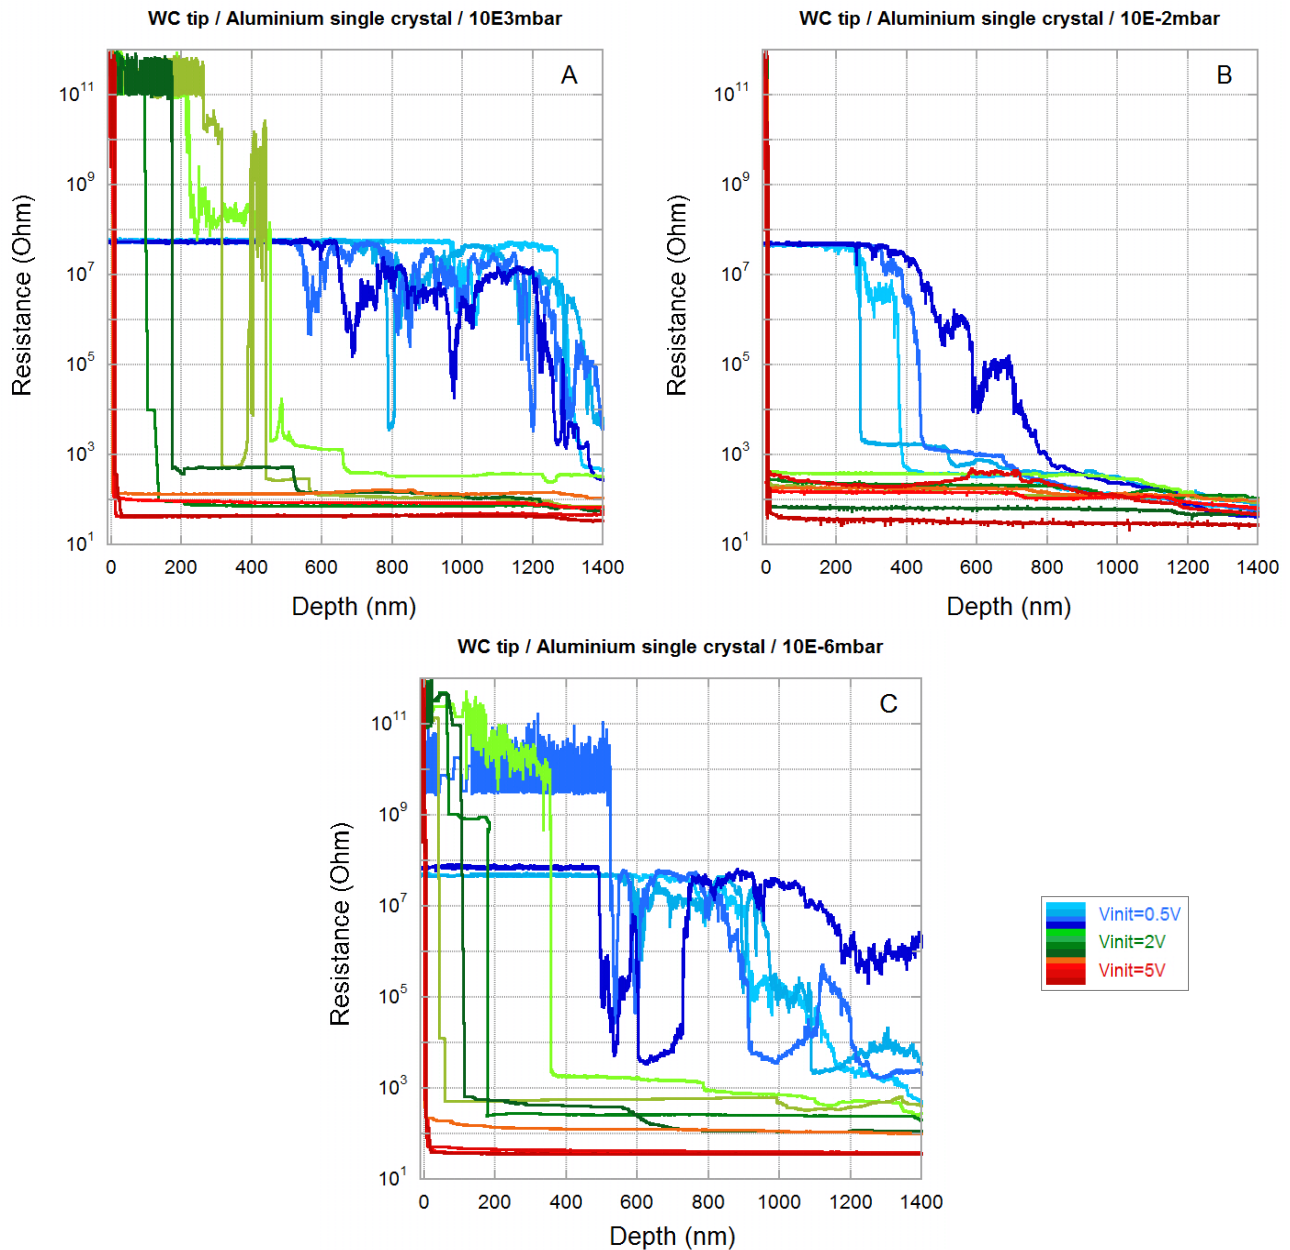 WC tip / Aluminium single crystal / 10E3mbar
A
Resistance (Ohm)
10^11
10^9
10^7
10^5
10^3
10^1
0 200 400 600 800 1000 1200 1400
Depth (nm)
WC tip / Aluminium single crystal / 10E-2mbar
B
Resistance (Ohm)
10^11
10^9
10^7
10^5
10^3
10^1
0 200 400 600 800 1000 1200 1400
Depth (nm)
WC tip / Aluminium single crystal / 10E-6mbar
C
Resistance (Ohm)
10^11
10^9
10^7
10^5
10^3
10^1
0 200 400 600 800 1000 1200 1400
Depth (nm)
Vinit=0.5V
Vinit=2V
Vinit=5V